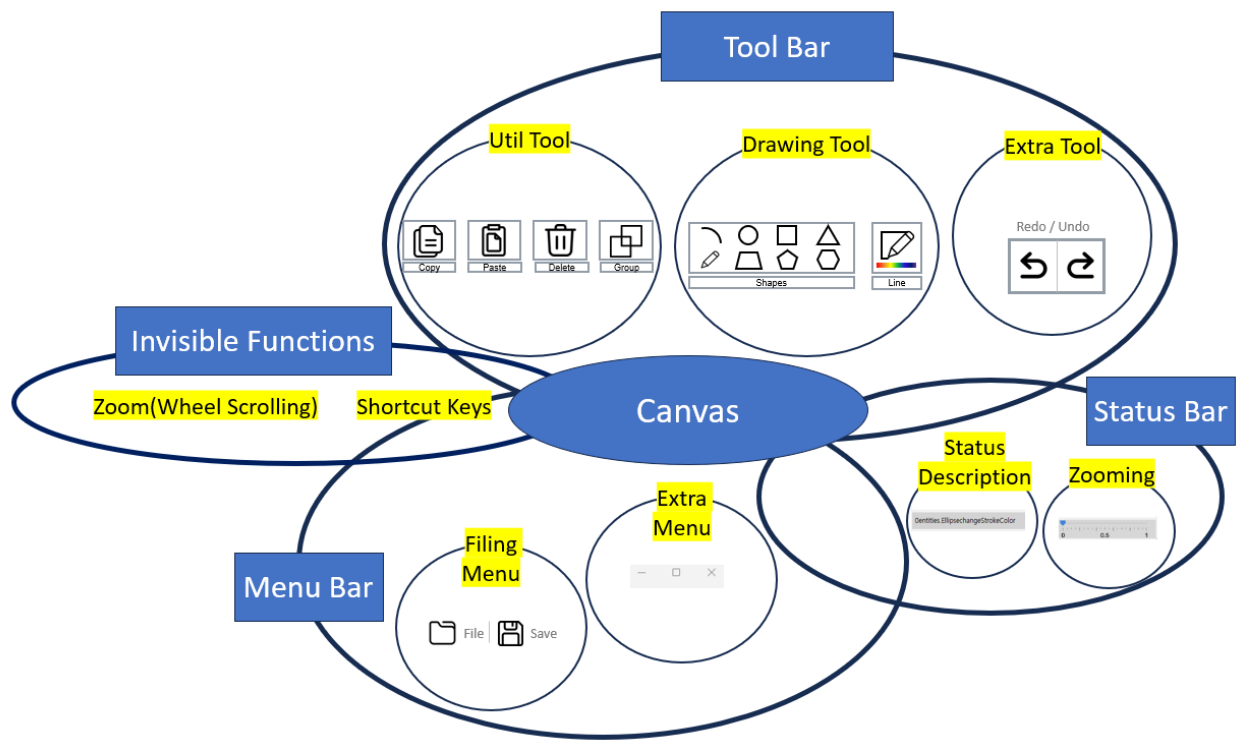 Tool Bar
Util Tool
Drawing Tool
Extra Tool
Redo / Undo
Copy
Paste
Delete
Group
Shapes
Line
Invisible Functions
Zoom(Wheel Scrolling)
Shortcut Keys
Canvas
Status Bar
Status
Description
Zooming
0entities.EllipsechangeStrokeColor
0 0.5 1
Extra
Menu
Filing
Menu
Menu Bar
File
Save